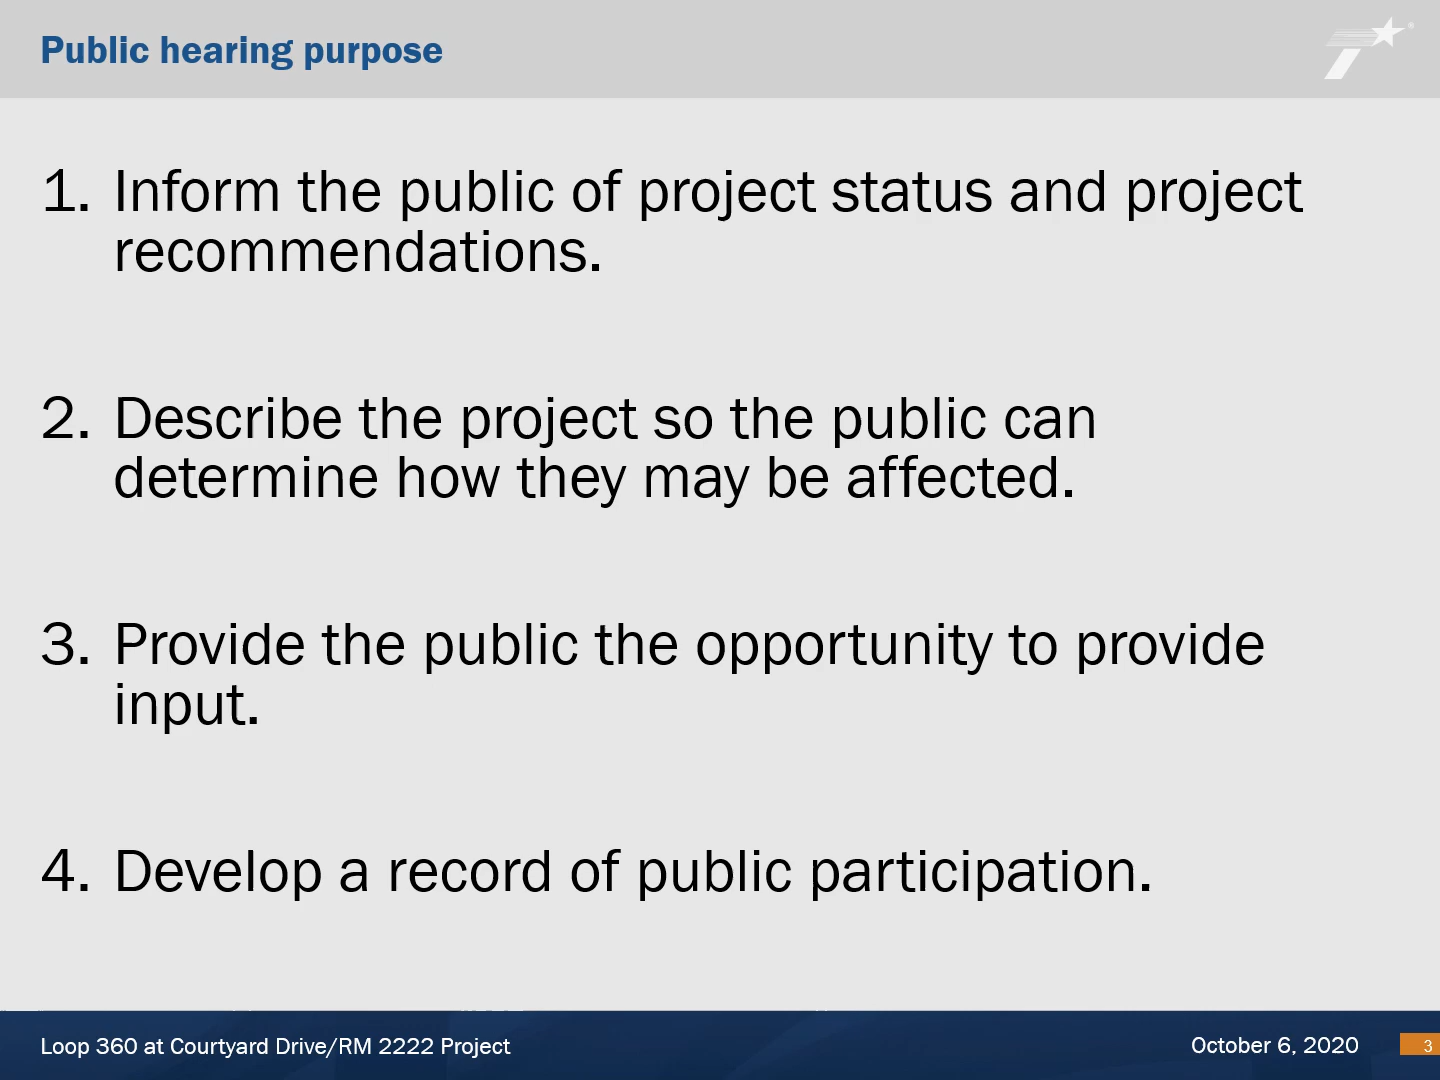 Public hearing purpose
1. Inform the public of project status and project
recommendations.
2. Describe the project so the public can
determine how they may be affected.
3. Provide the public the opportunity to provide
input.
4. Develop a record of public participation.
Loop 360 at Courtyard Drive/RM 2222 Project
October 6, 2020
3